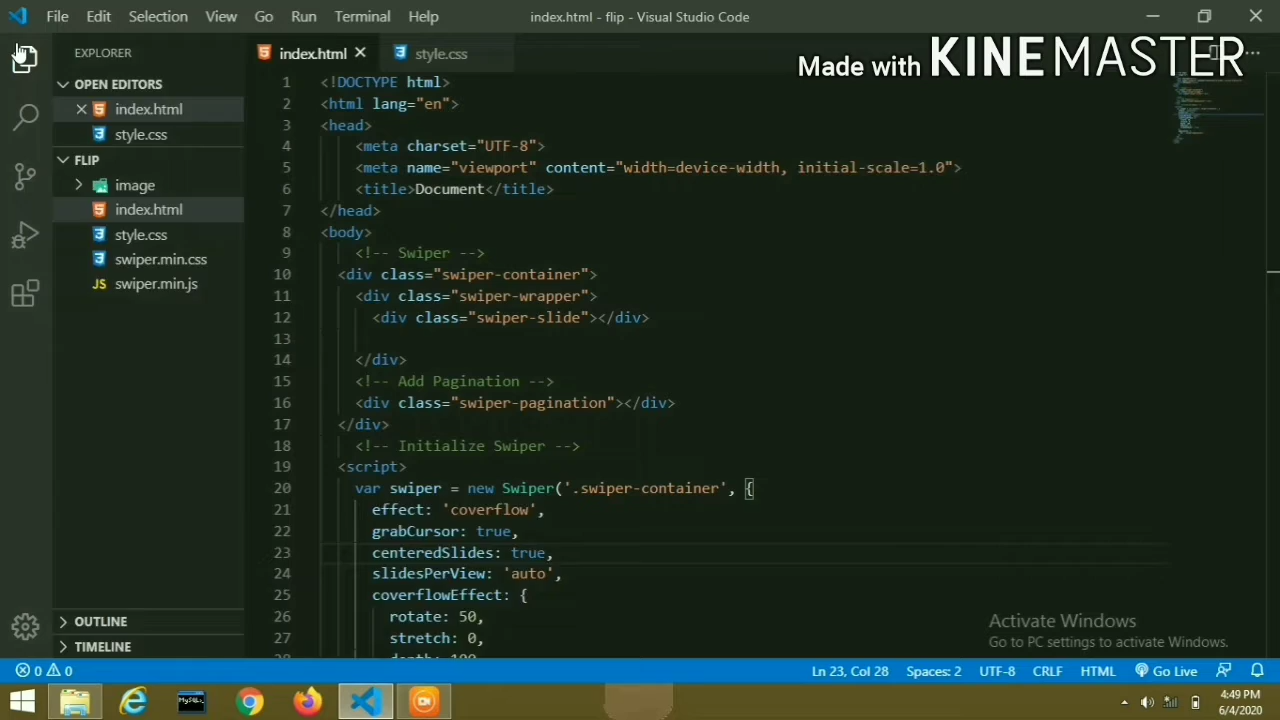 File Edit Selection View Go Run Terminal Help index.html - flip - Visual Studio Code
EXPLORER
OPEN EDITORS
index.html
style.css
FLIP
image
index.html
style.css
swiper.min.css
JS swiper.min.js
OUTLINE
TIMELINE
index.html style.css
Made with KINEMASTER
1 <!DOCTYPE html>
2 <html lang="en">
3 <head>
4 <meta charset="UTF-8">
5 <meta name="viewport" content="width=device-width, initial-scale=1.0">
6 <title>Document</title>
7 </head>
8 <body>
9 <!-- Swiper -->
10 <div class="swiper-container">
11 <div class="swiper-wrapper">
12 <div class="swiper-slide"></div>
13
14 </div>
15 <!-- Add Pagination -->
16 <div class="swiper-pagination"></div>
17 </div>
18 <!-- Initialize Swiper -->
19 <script>
20 var swiper = new Swiper('.swiper-container', {
21 effect: 'coverflow',
22 grabCursor: true,
23 centeredSlides: true,
24 slidesPerView: 'auto',
25 coverflowEffect: {
26 rotate: 50,
27 stretch: 0,
Activate Windows
Go to PC settings to activate Windows.
0 0 Ln 23, Col 28 Spaces: 2 UTF-8 CRLF HTML Go Live
MySQL
4:49 PM
6/4/2020